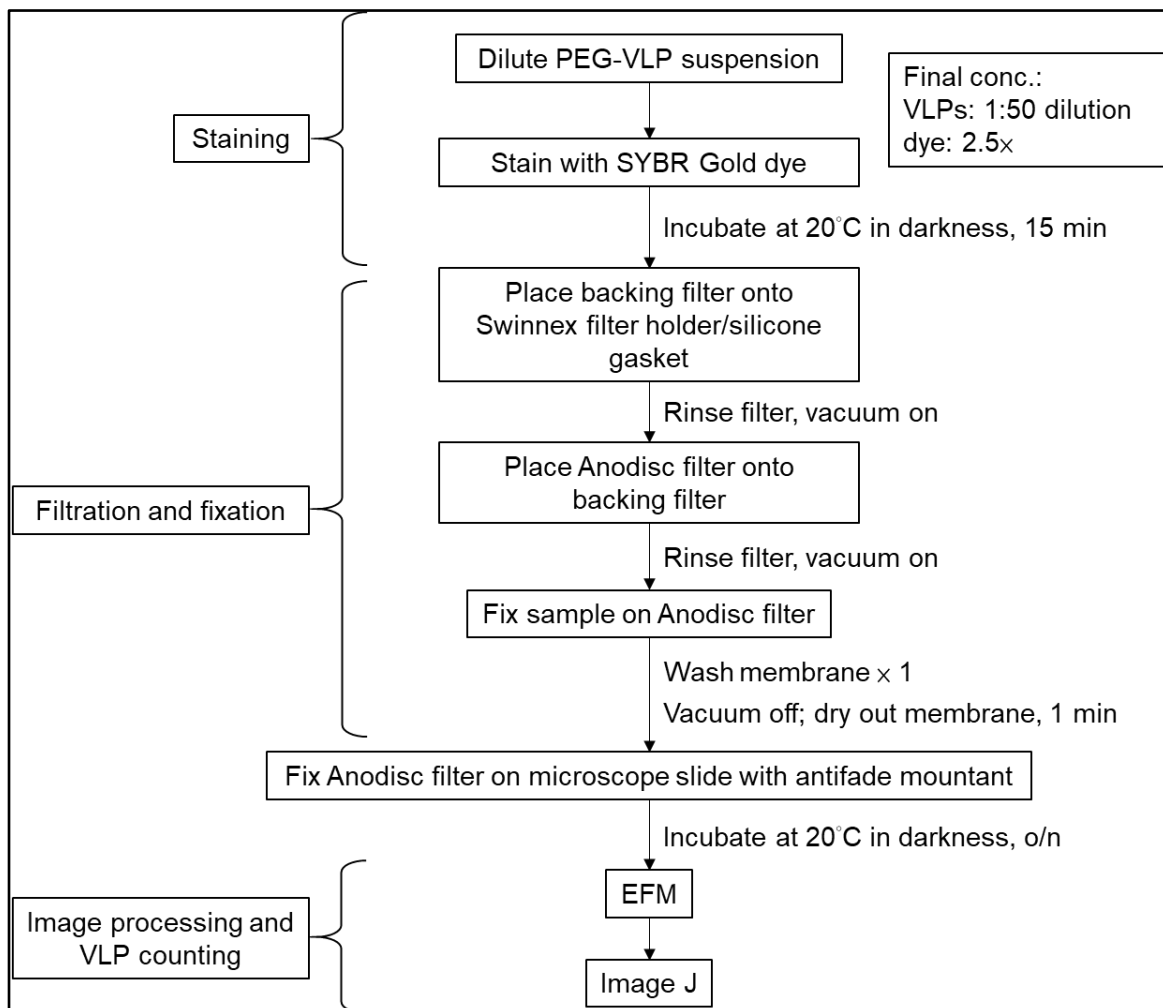 Dilute PEG-VLP suspension
Final conc.:
VLPs: 1:50 dilution
dye: 2.5×
Staining
Stain with SYBR Gold dye
Incubate at 20°C in darkness, 15 min
Place backing filter onto
Swinnex filter holder/silicone
gasket
Rinse filter, vacuum on
Place Anodisc filter onto
backing filter
Filtration and fixation
Rinse filter, vacuum on
Fix sample on Anodisc filter
Wash membrane × 1
Vacuum off; dry out membrane, 1 min
Fix Anodisc filter on microscope slide with antifade mountant
Incubate at 20°C in darkness, o/n
EFM
Image processing and
VLP counting
Image J